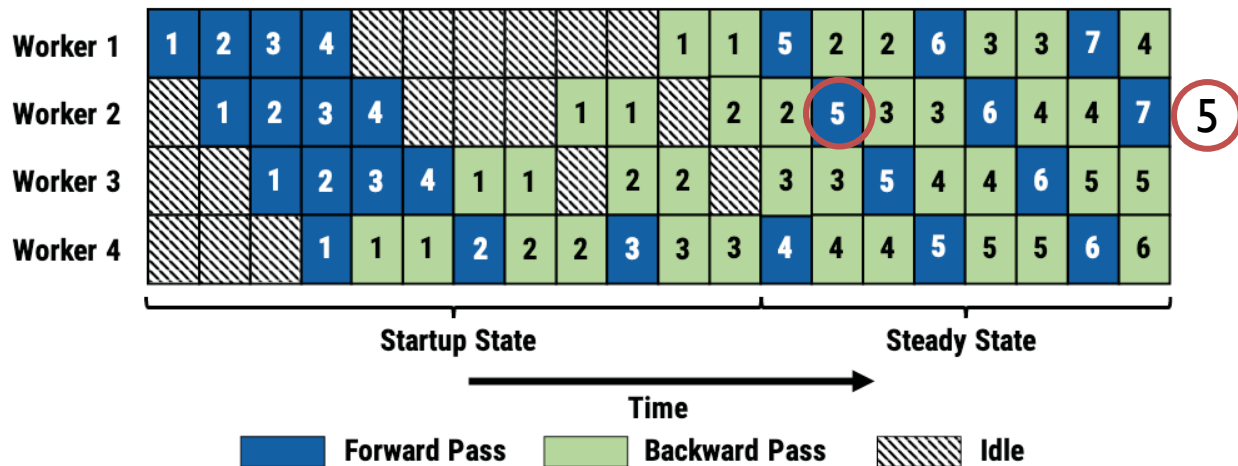 Worker 1 1 2 3 4 1 1 5 2 2 6 3 3 7 4
Worker 2 1 2 3 4 1 1 2 2 5 3 3 6 4 4 7 5
Worker 3 1 2 3 4 1 1 2 2 3 3 5 4 4 6 5 5
Worker 4 1 1 1 2 2 2 3 3 3 4 4 4 5 5 5 6 6
Startup State Steady State
Time
Forward Pass Backward Pass Idle